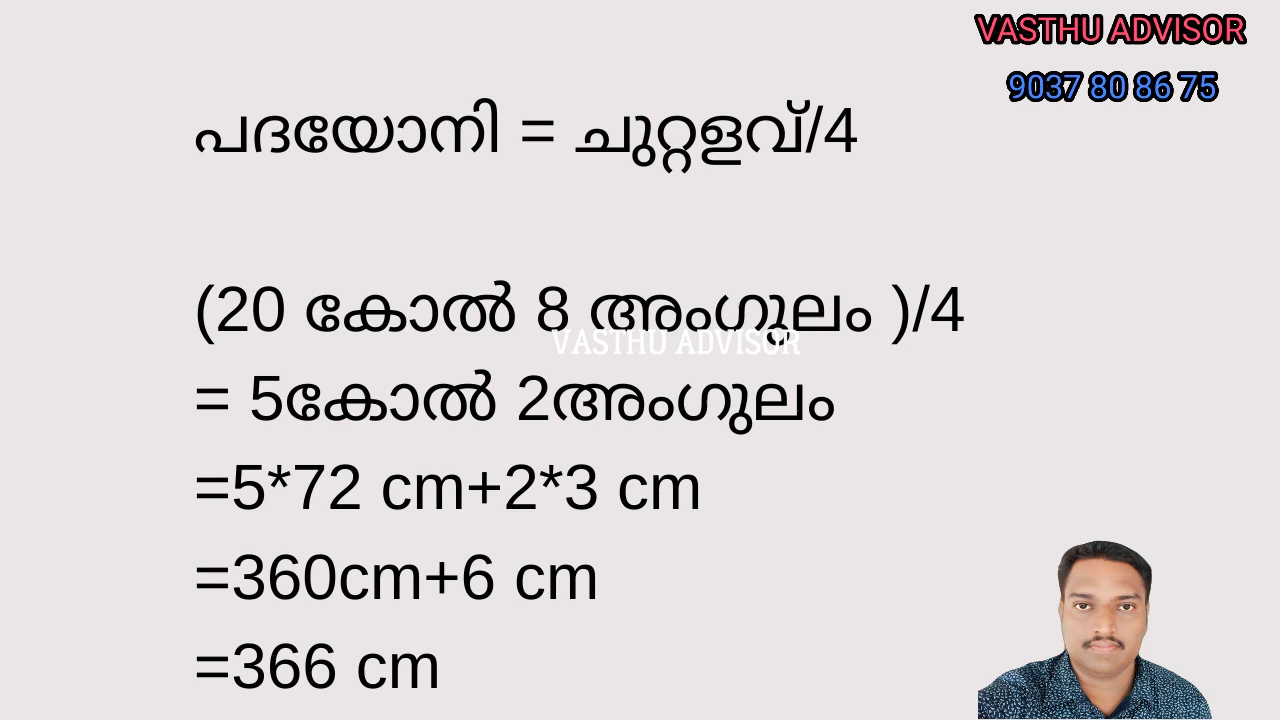 VASTHU ADVISOR
9037 80 86 75
പദയോനി = ചുറ്റളവ്/4
(20 കോൽ 8 അംഗുലം )/4
VASTHU ADVISOR
= 5കോൽ 2അംഗുലം
=5*72 cm+2*3 cm
=360cm+6 cm
=366 cm